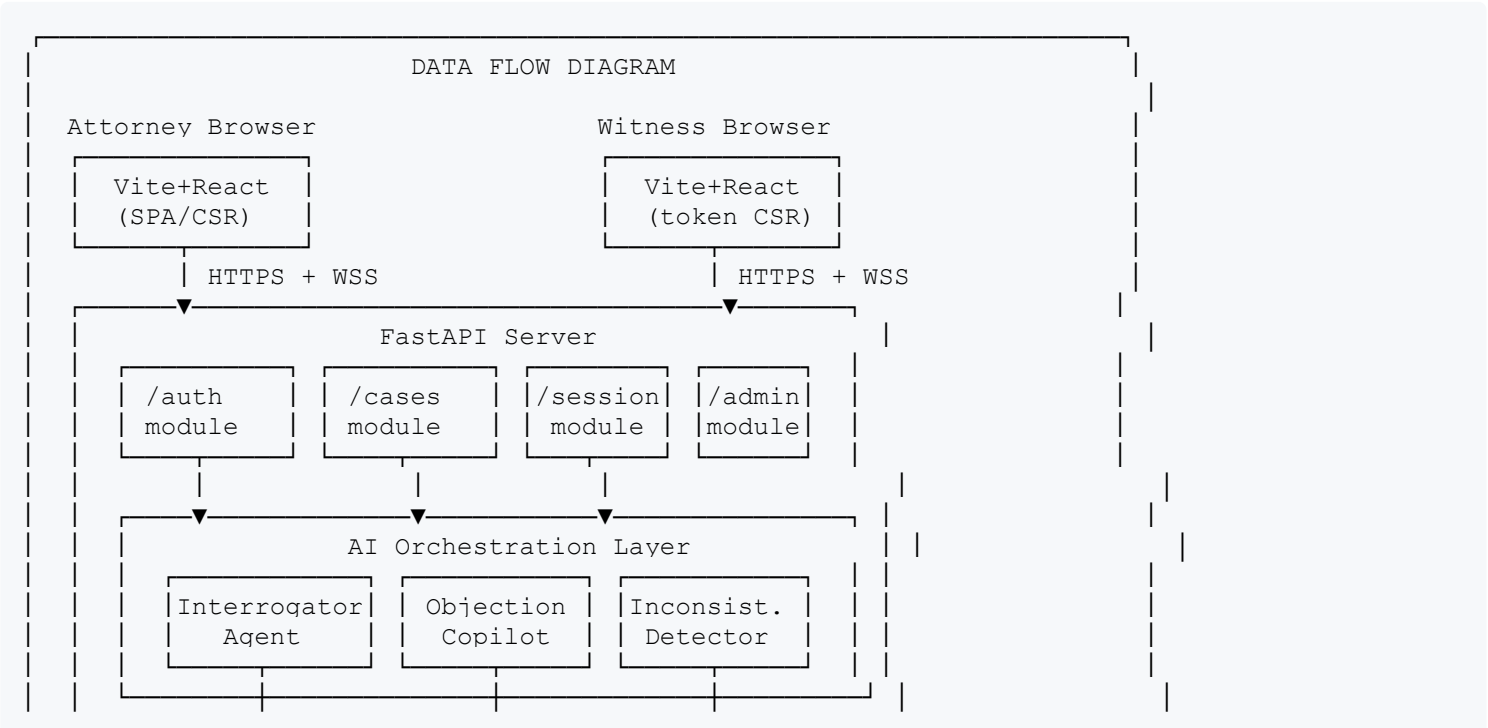 DATA FLOW DIAGRAM
Attorney Browser Witness Browser
Vite+React Vite+React
(SPA/CSR) (token CSR)
HTTPS + WSS HTTPS + WSS
FastAPI Server
/auth /cases /session /admin
module module module module
AI Orchestration Layer
Interrogator Objection Inconsist.
Agent Copilot Detector